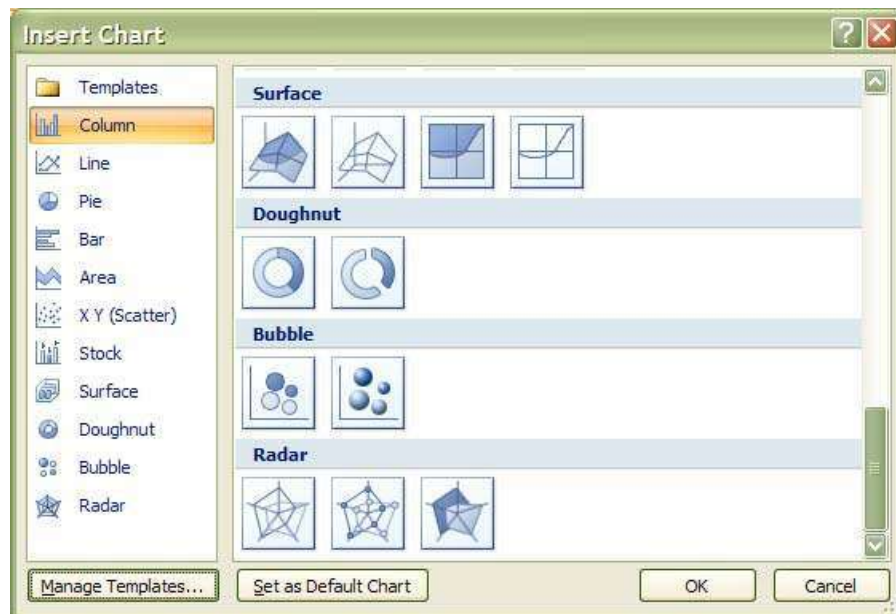 Insert Chart
Templates
Column
Line
Pie
Bar
Area
X Y (Scatter)
Stock
Surface
Doughnut
Bubble
Radar
Surface
Doughnut
Bubble
Radar
Manage Templates...
Set as Default Chart
OK
Cancel